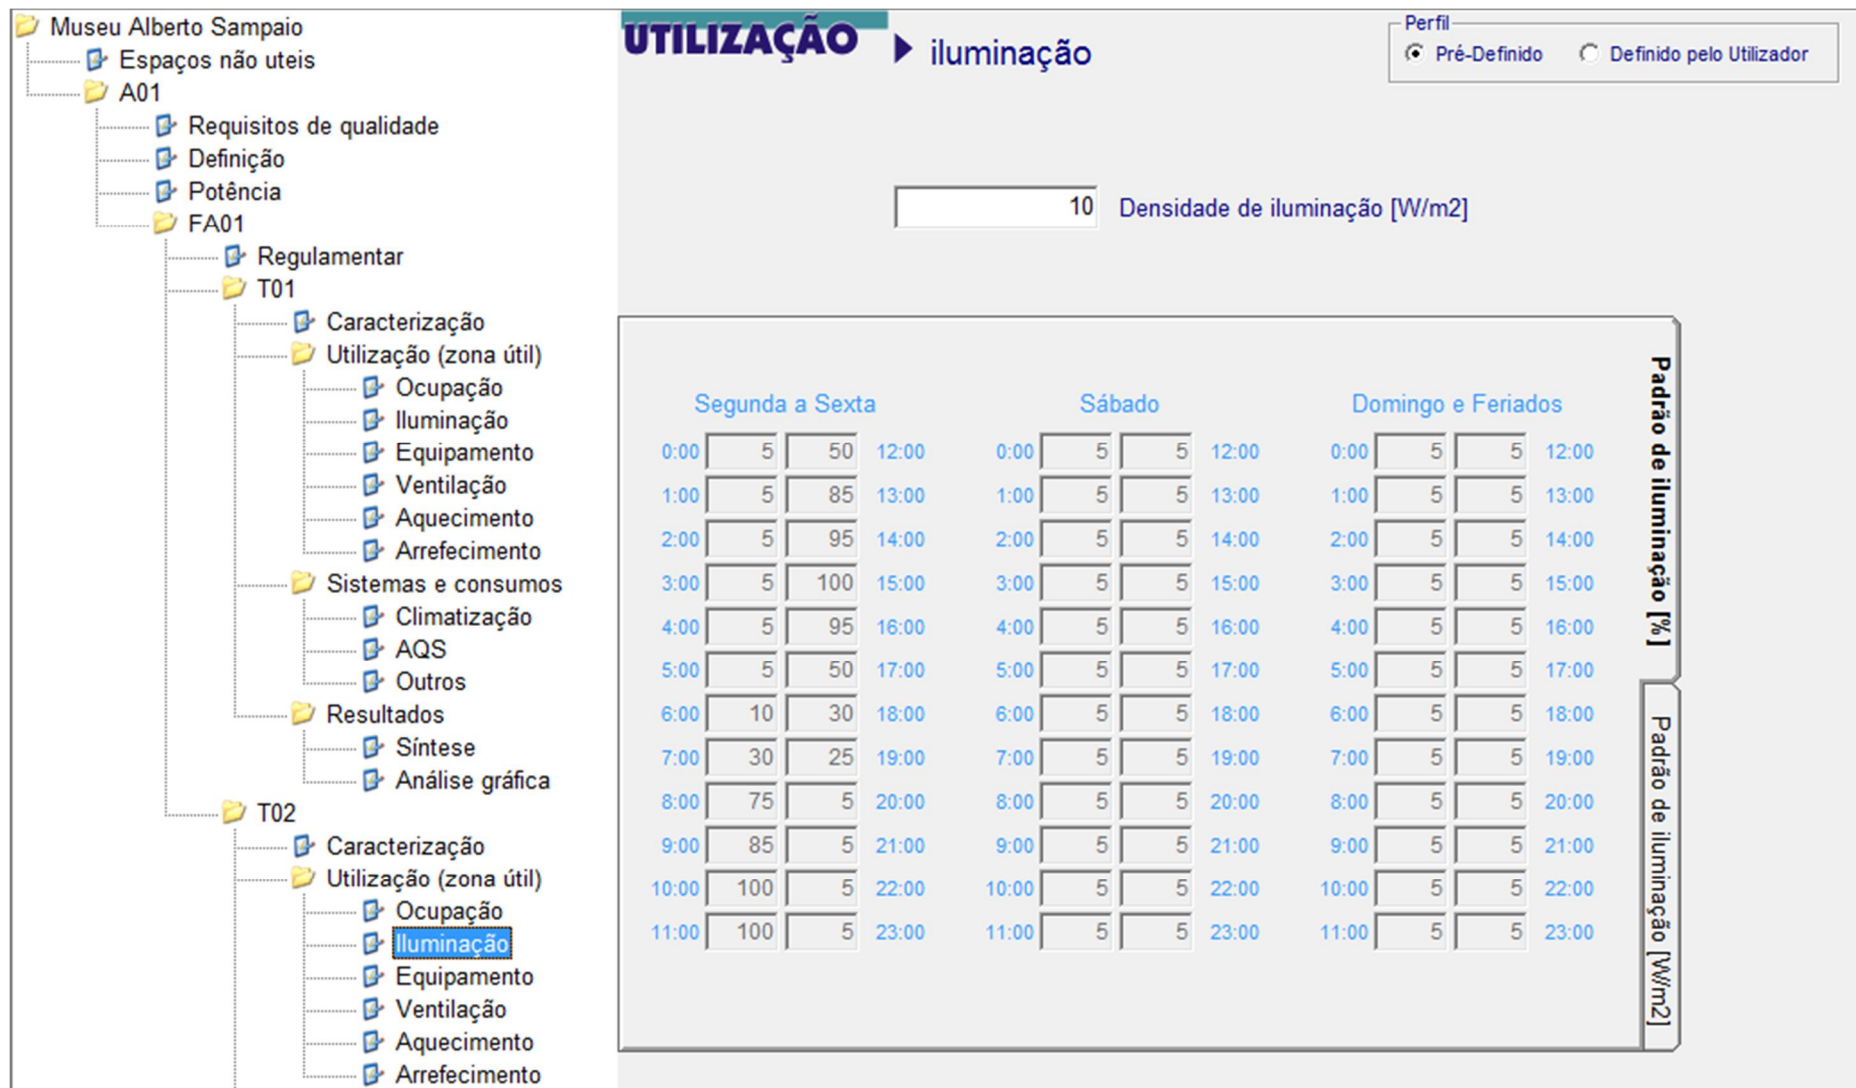 Museu Alberto Sampaio
Espaços não uteis
A01
Requisitos de qualidade
Definição
Potência
FA01
Regulamentar
T01
Caracterização
Utilização (zona útil)
Ocupação
Iluminação
Equipamento
Ventilação
Aquecimento
Arrefecimento
Sistemas e consumos
Climatização
AQS
Outros
Resultados
Síntese
Análise gráfica
T02
Caracterização
Utilização (zona útil)
Ocupação
Iluminação
Equipamento
Ventilação
Aquecimento
Arrefecimento
UTILIZAÇÃO iluminação
Perfil
Pré-Definido Definido pelo Utilizador
10 Densidade de iluminação [W/m2]
Segunda a Sexta Sábado Domingo e Feriados
0:00 5 50 12:00 0:00 5 5 12:00 0:00 5 5 12:00
1:00 5 85 13:00 1:00 5 5 13:00 1:00 5 5 13:00
2:00 5 95 14:00 2:00 5 5 14:00 2:00 5 5 14:00
3:00 5 100 15:00 3:00 5 5 15:00 3:00 5 5 15:00
4:00 5 95 16:00 4:00 5 5 16:00 4:00 5 5 16:00
5:00 5 50 17:00 5:00 5 5 17:00 5:00 5 5 17:00
6:00 10 30 18:00 6:00 5 5 18:00 6:00 5 5 18:00
7:00 30 25 19:00 7:00 5 5 19:00 7:00 5 5 19:00
8:00 75 5 20:00 8:00 5 5 20:00 8:00 5 5 20:00
9:00 85 5 21:00 9:00 5 5 21:00 9:00 5 5 21:00
10:00 100 5 22:00 10:00 5 5 22:00 10:00 5 5 22:00
11:00 100 5 23:00 11:00 5 5 23:00 11:00 5 5 23:00
Padrão de iluminação [%]
Padrão de iluminação [W/m2]